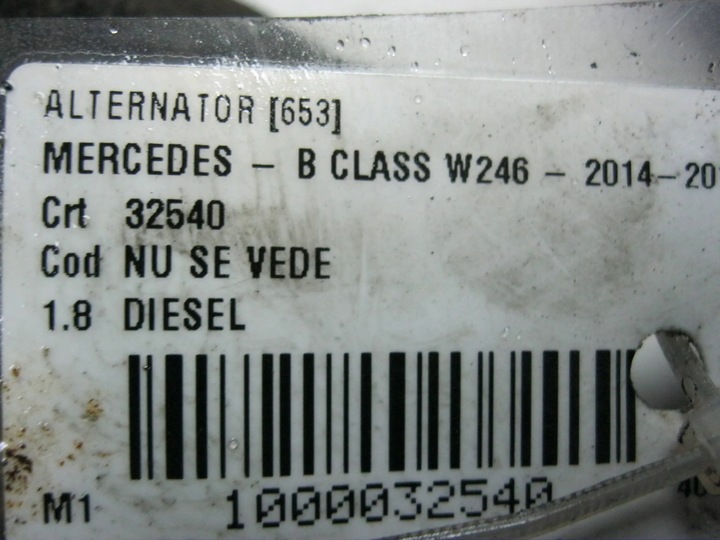 ALTERNATOR [653]
MERCEDES - B CLASS W246 - 2014-20
Crt 32540
Cod NU SE VEDE
1.8 DIESEL
M1 1000032540